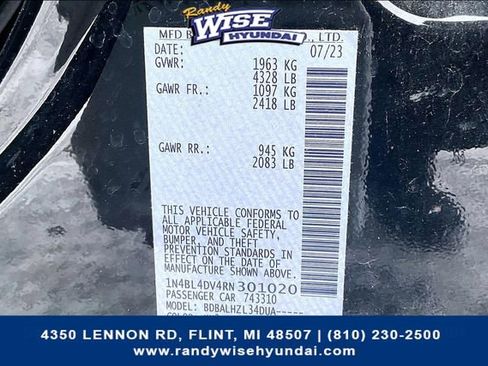 Randy
WISE
HYUNDAI
MFD B , LTD.
DATE: 07/23
GVWR: 1963 KG
4328 LB
GAWR FR.: 1097 KG
2418 LB
GAWR RR.: 945 KG
2083 LB
THIS VEHICLE CONFORMS TO
ALL APPLICABLE FEDERAL
MOTOR VEHICLE SAFETY,
BUMPER, AND THEFT
PREVENTION STANDARDS
IN EFFECT ON THE DATE OF
MANUFACTURE SHOWN ABOVE.
1N4BL4DV4RN301020
PASSENGER CAR 743310
MODEL: BDBALHZL34DUA-----
4350 LENNON RD, FLINT, MI 48507 | (810) 230-2500
www.randywisehyundai.com